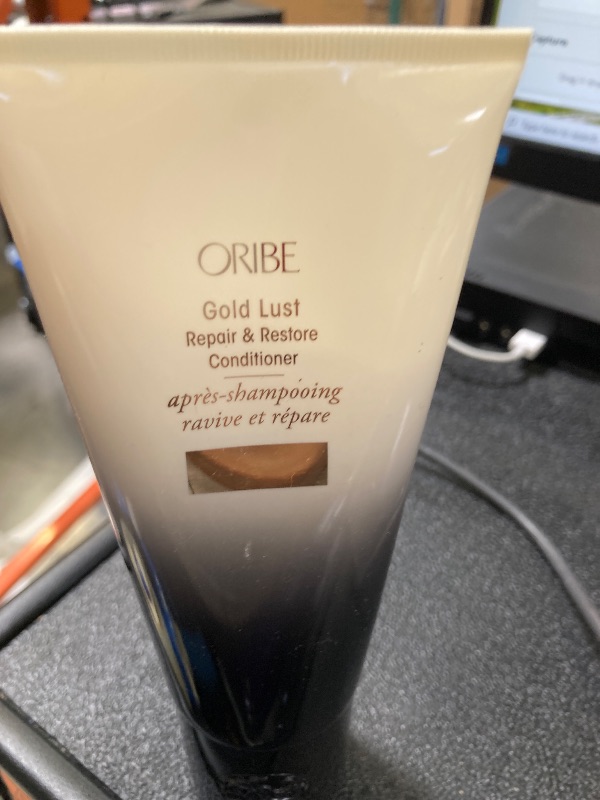 ORIBE
Gold Lust
Repair & Restore
Conditioner
après-shampooing
ravive et répare